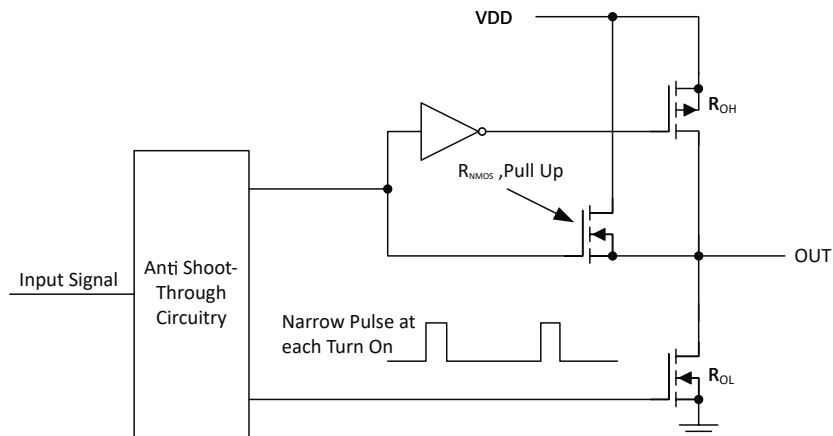 VDD
R_OH
R_NMOS ,Pull Up
Input Signal
Anti Shoot-
Through
Circuitry
OUT
Narrow Pulse at
each Turn On
R_OL